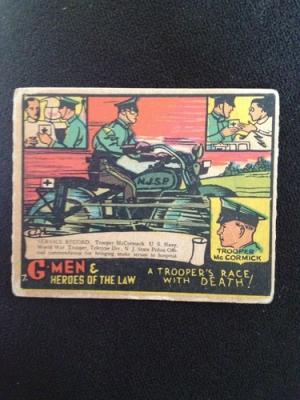 N.J.S.P.
SERVICE RECORD: Trooper McCormack, U. S. Navy,
World War Trooper, Teletype Div., N. J. State Police Offi-
cial commendation for bringing snake serum to hospital.
TROOPER
McCORMICK
G-MEN &
HEROES OF THE LAW
A TROOPER'S RACE
WITH DEATH!